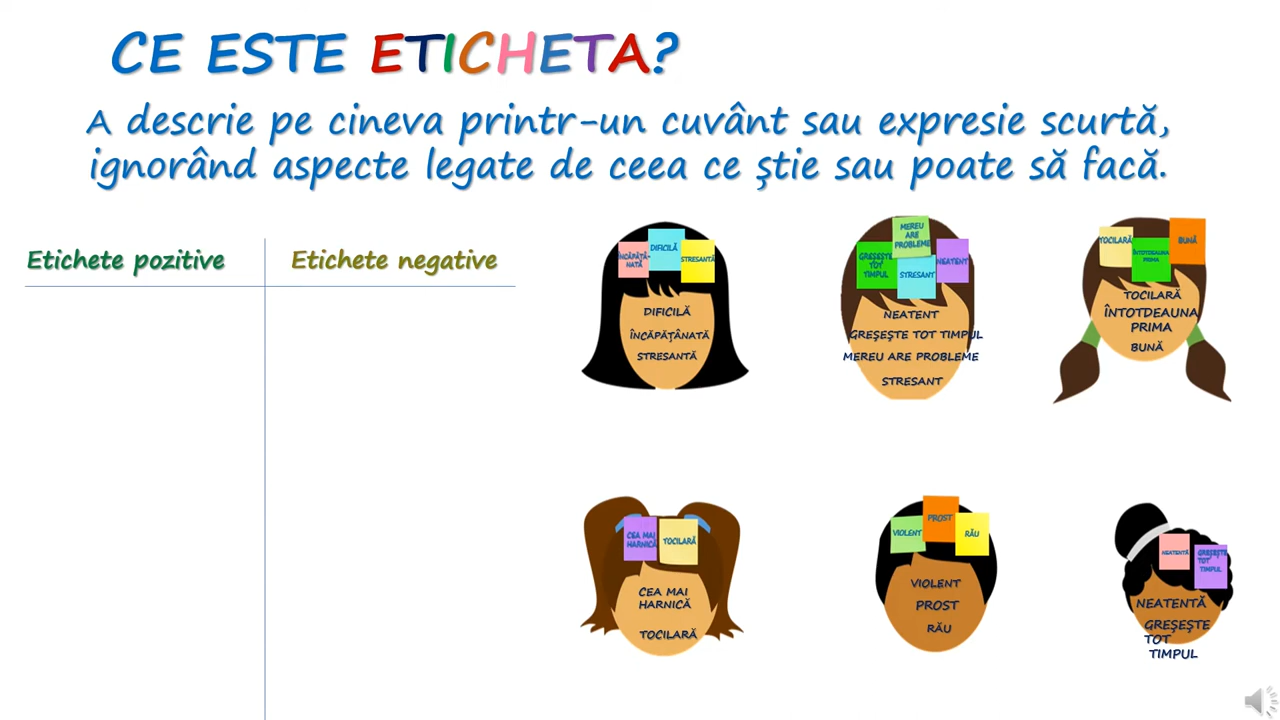 CE ESTE ETICHETA?
A descrie pe cineva printr-un cuvânt sau expresie scurtă,
ignorând aspecte legate de ceea ce ştie sau poate să facă.
Etichete pozitive
Etichete negative
ÎNCĂPĂŢÂ-
NATĂ
DIFICILĂ
STRESANTĂ
DIFICILĂ
ÎNCĂPĂŢÂNATĂ
STRESANTĂ
MEREU
ARE
PROBLEME
GREŞEŞTE
TOT
TIMPUL
STRESANT
NEATENT
NEATENT
GREŞEŞTE TOT TIMPUL
MEREU ARE PROBLEME
STRESANT
TOCILARĂ
ÎNTOTDEAUNA
PRIMA
BUNĂ
TOCILARĂ
ÎNTOTDEAUNA
PRIMA
BUNĂ
CEA MAI
HARNICĂ
TOCILARĂ
CEA MAI
HARNICĂ
TOCILARĂ
VIOLENT
PROST
RĂU
VIOLENT
PROST
RĂU
NEATENTĂ
GREŞEŞTE
TOT
TIMPUL
NEATENTĂ
GREŞEŞTE
TOT
TIMPUL